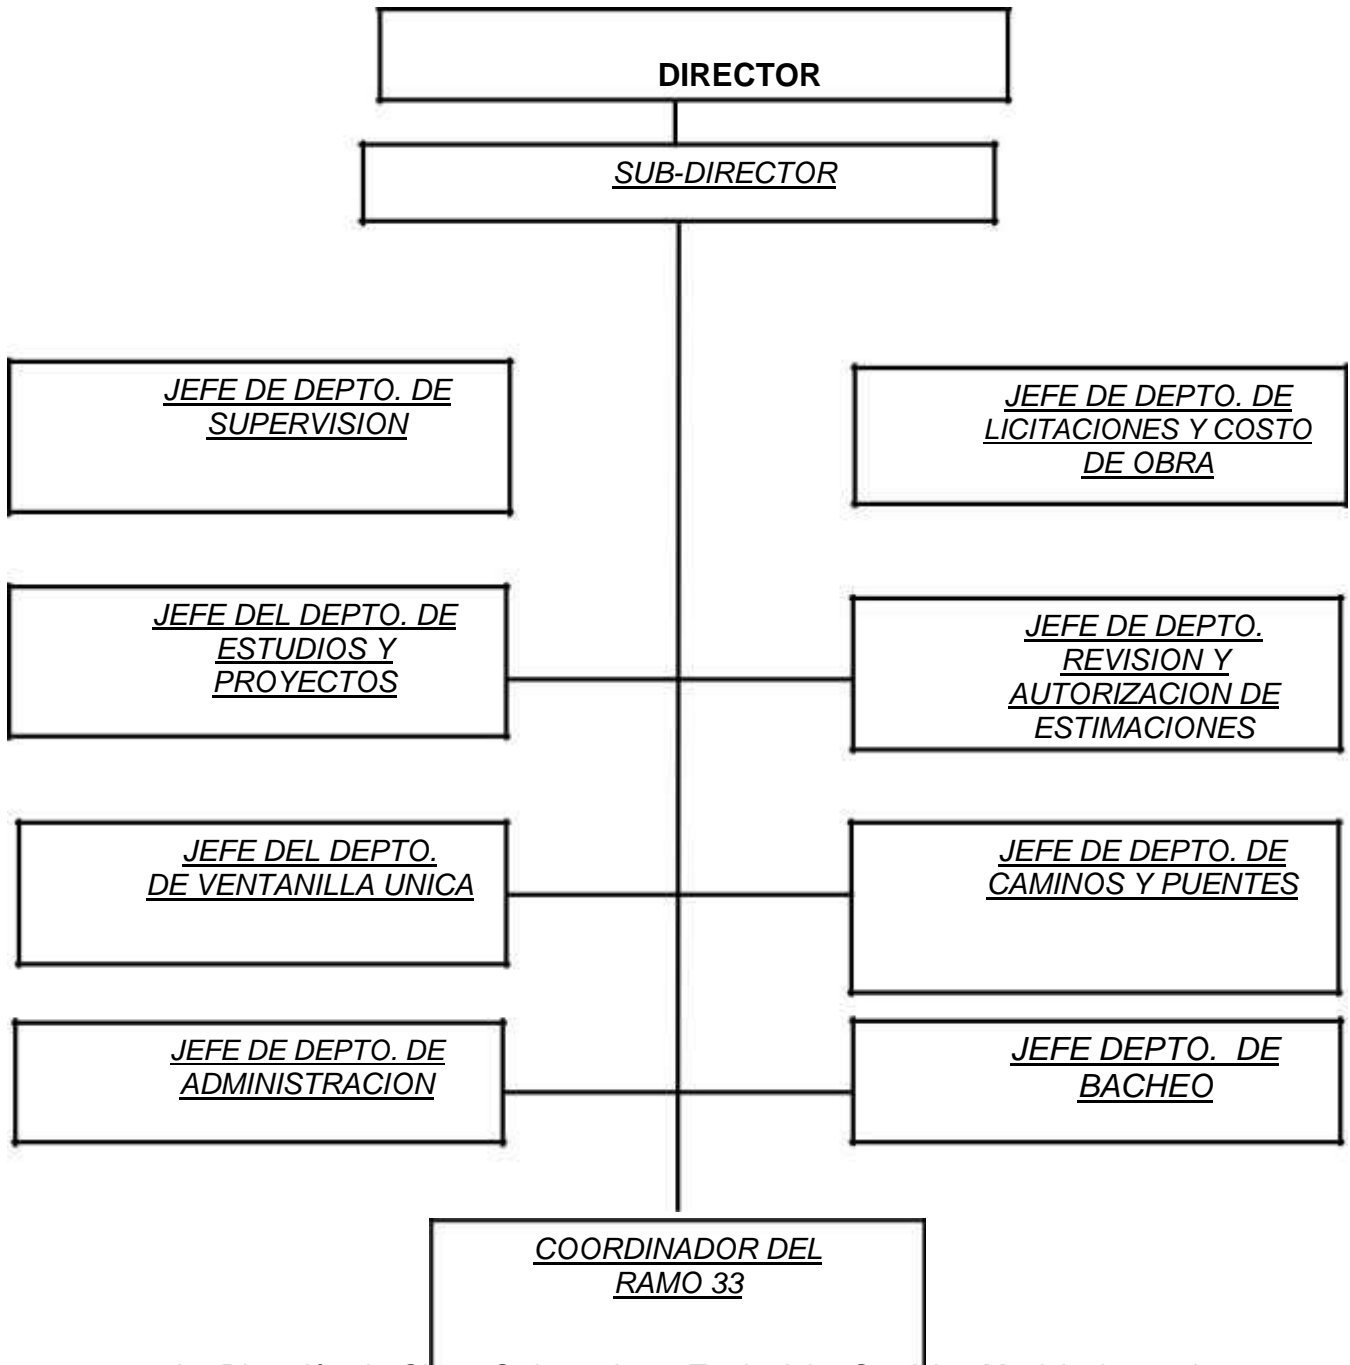 DIRECTOR
SUB-DIRECTOR
JEFE DE DEPTO. DE
SUPERVISION
JEFE DE DEPTO. DE
LICITACIONES Y COSTO
DE OBRA
JEFE DEL DEPTO. DE
ESTUDIOS Y
PROYECTOS
JEFE DE DEPTO.
REVISION Y
AUTORIZACION DE
ESTIMACIONES
JEFE DEL DEPTO.
DE VENTANILLA UNICA
JEFE DE DEPTO. DE
CAMINOS Y PUENTES
JEFE DE DEPTO. DE
ADMINISTRACION
JEFE DEPTO. DE
BACHEO
COORDINADOR DEL
RAMO 33